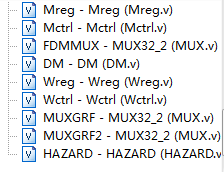 Mreg - Mreg (Mreg.v)
Mctrl - Mctrl (Mctrl.v)
FDMMUX - MUX32_2 (MUX.v)
DM - DM (DM.v)
Wreg - Wreg (Wreg.v)
Wctrl - Wctrl (Wctrl.v)
MUXGRF - MUX32_2 (MUX.v)
MUXGRF2 - MUX32_2 (MUX.v)
HAZARD - HAZARD (HAZARD.v